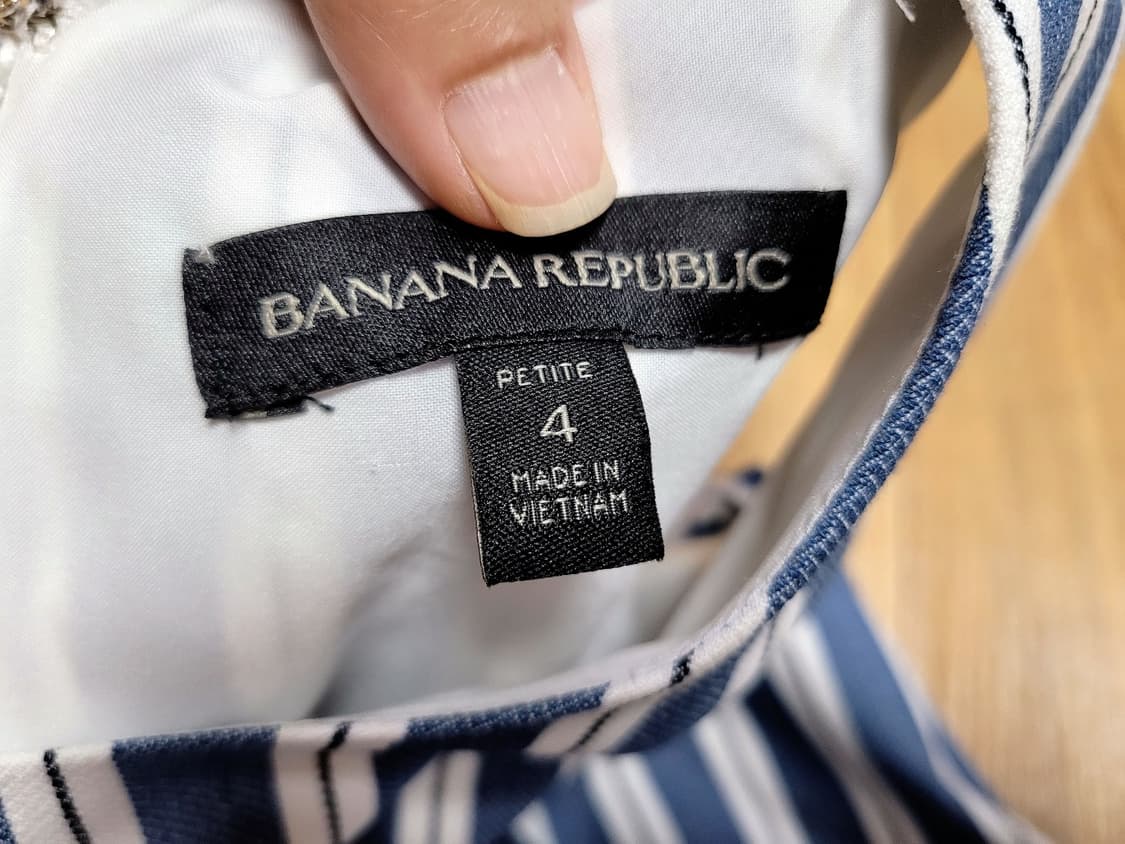 BANANA REPUBLIC
PETITE
4
MADE IN
VIETNAM